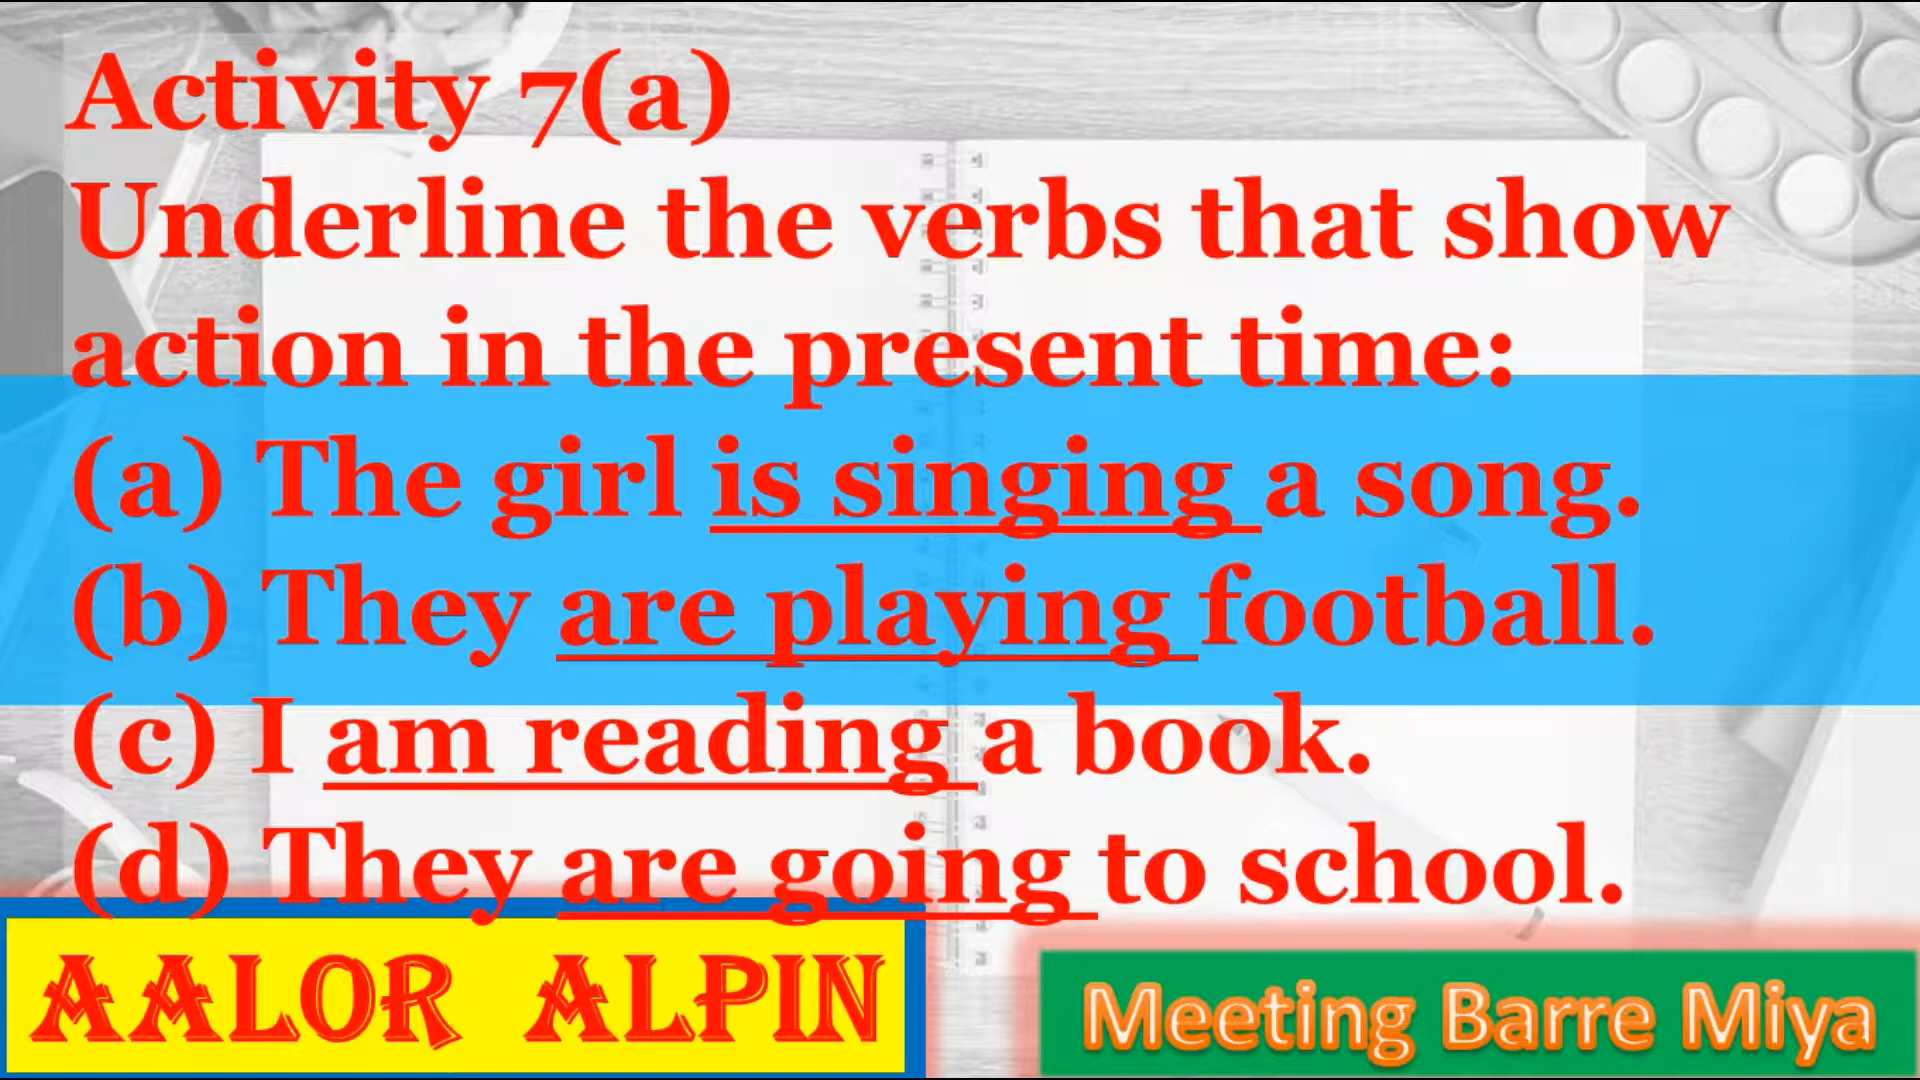 Activity 7(a)
Underline the verbs that show
action in the present time:
(a) The girl is singing a song.
(b) They are playing football.
(c) I am reading a book.
(d) They are going to school.
AALOR ALPIN
Meeting Barre Miya